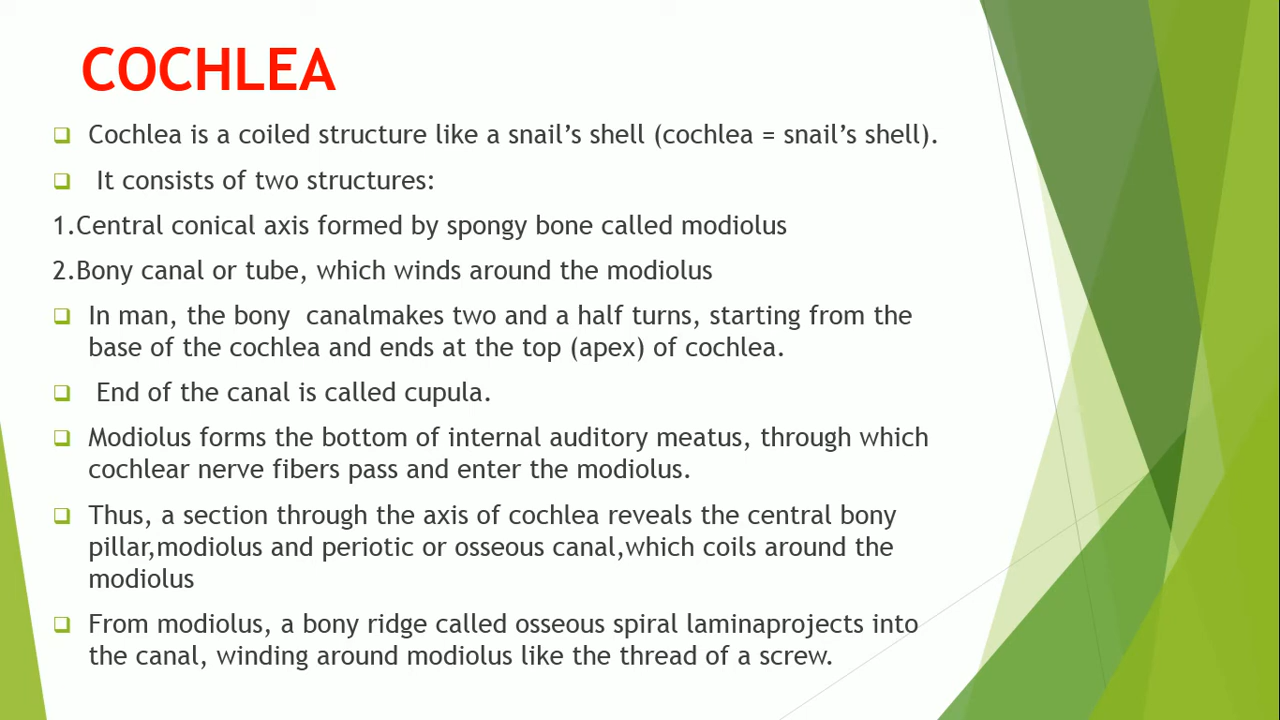 COCHLEA
❑ Cochlea is a coiled structure like a snail’s shell (cochlea = snail’s shell).
❑ It consists of two structures:
1.Central conical axis formed by spongy bone called modiolus
2.Bony canal or tube, which winds around the modiolus
❑ In man, the bony  canalmakes two and a half turns, starting from the
base of the cochlea and ends at the top (apex) of cochlea.
❑ End of the canal is called cupula.
❑ Modiolus forms the bottom of internal auditory meatus, through which
cochlear nerve fibers pass and enter the modiolus.
❑ Thus, a section through the axis of cochlea reveals the central bony
pillar,modiolus and periotic or osseous canal,which coils around the
modiolus
❑ From modiolus, a bony ridge called osseous spiral laminaprojects into
the canal, winding around modiolus like the thread of a screw.